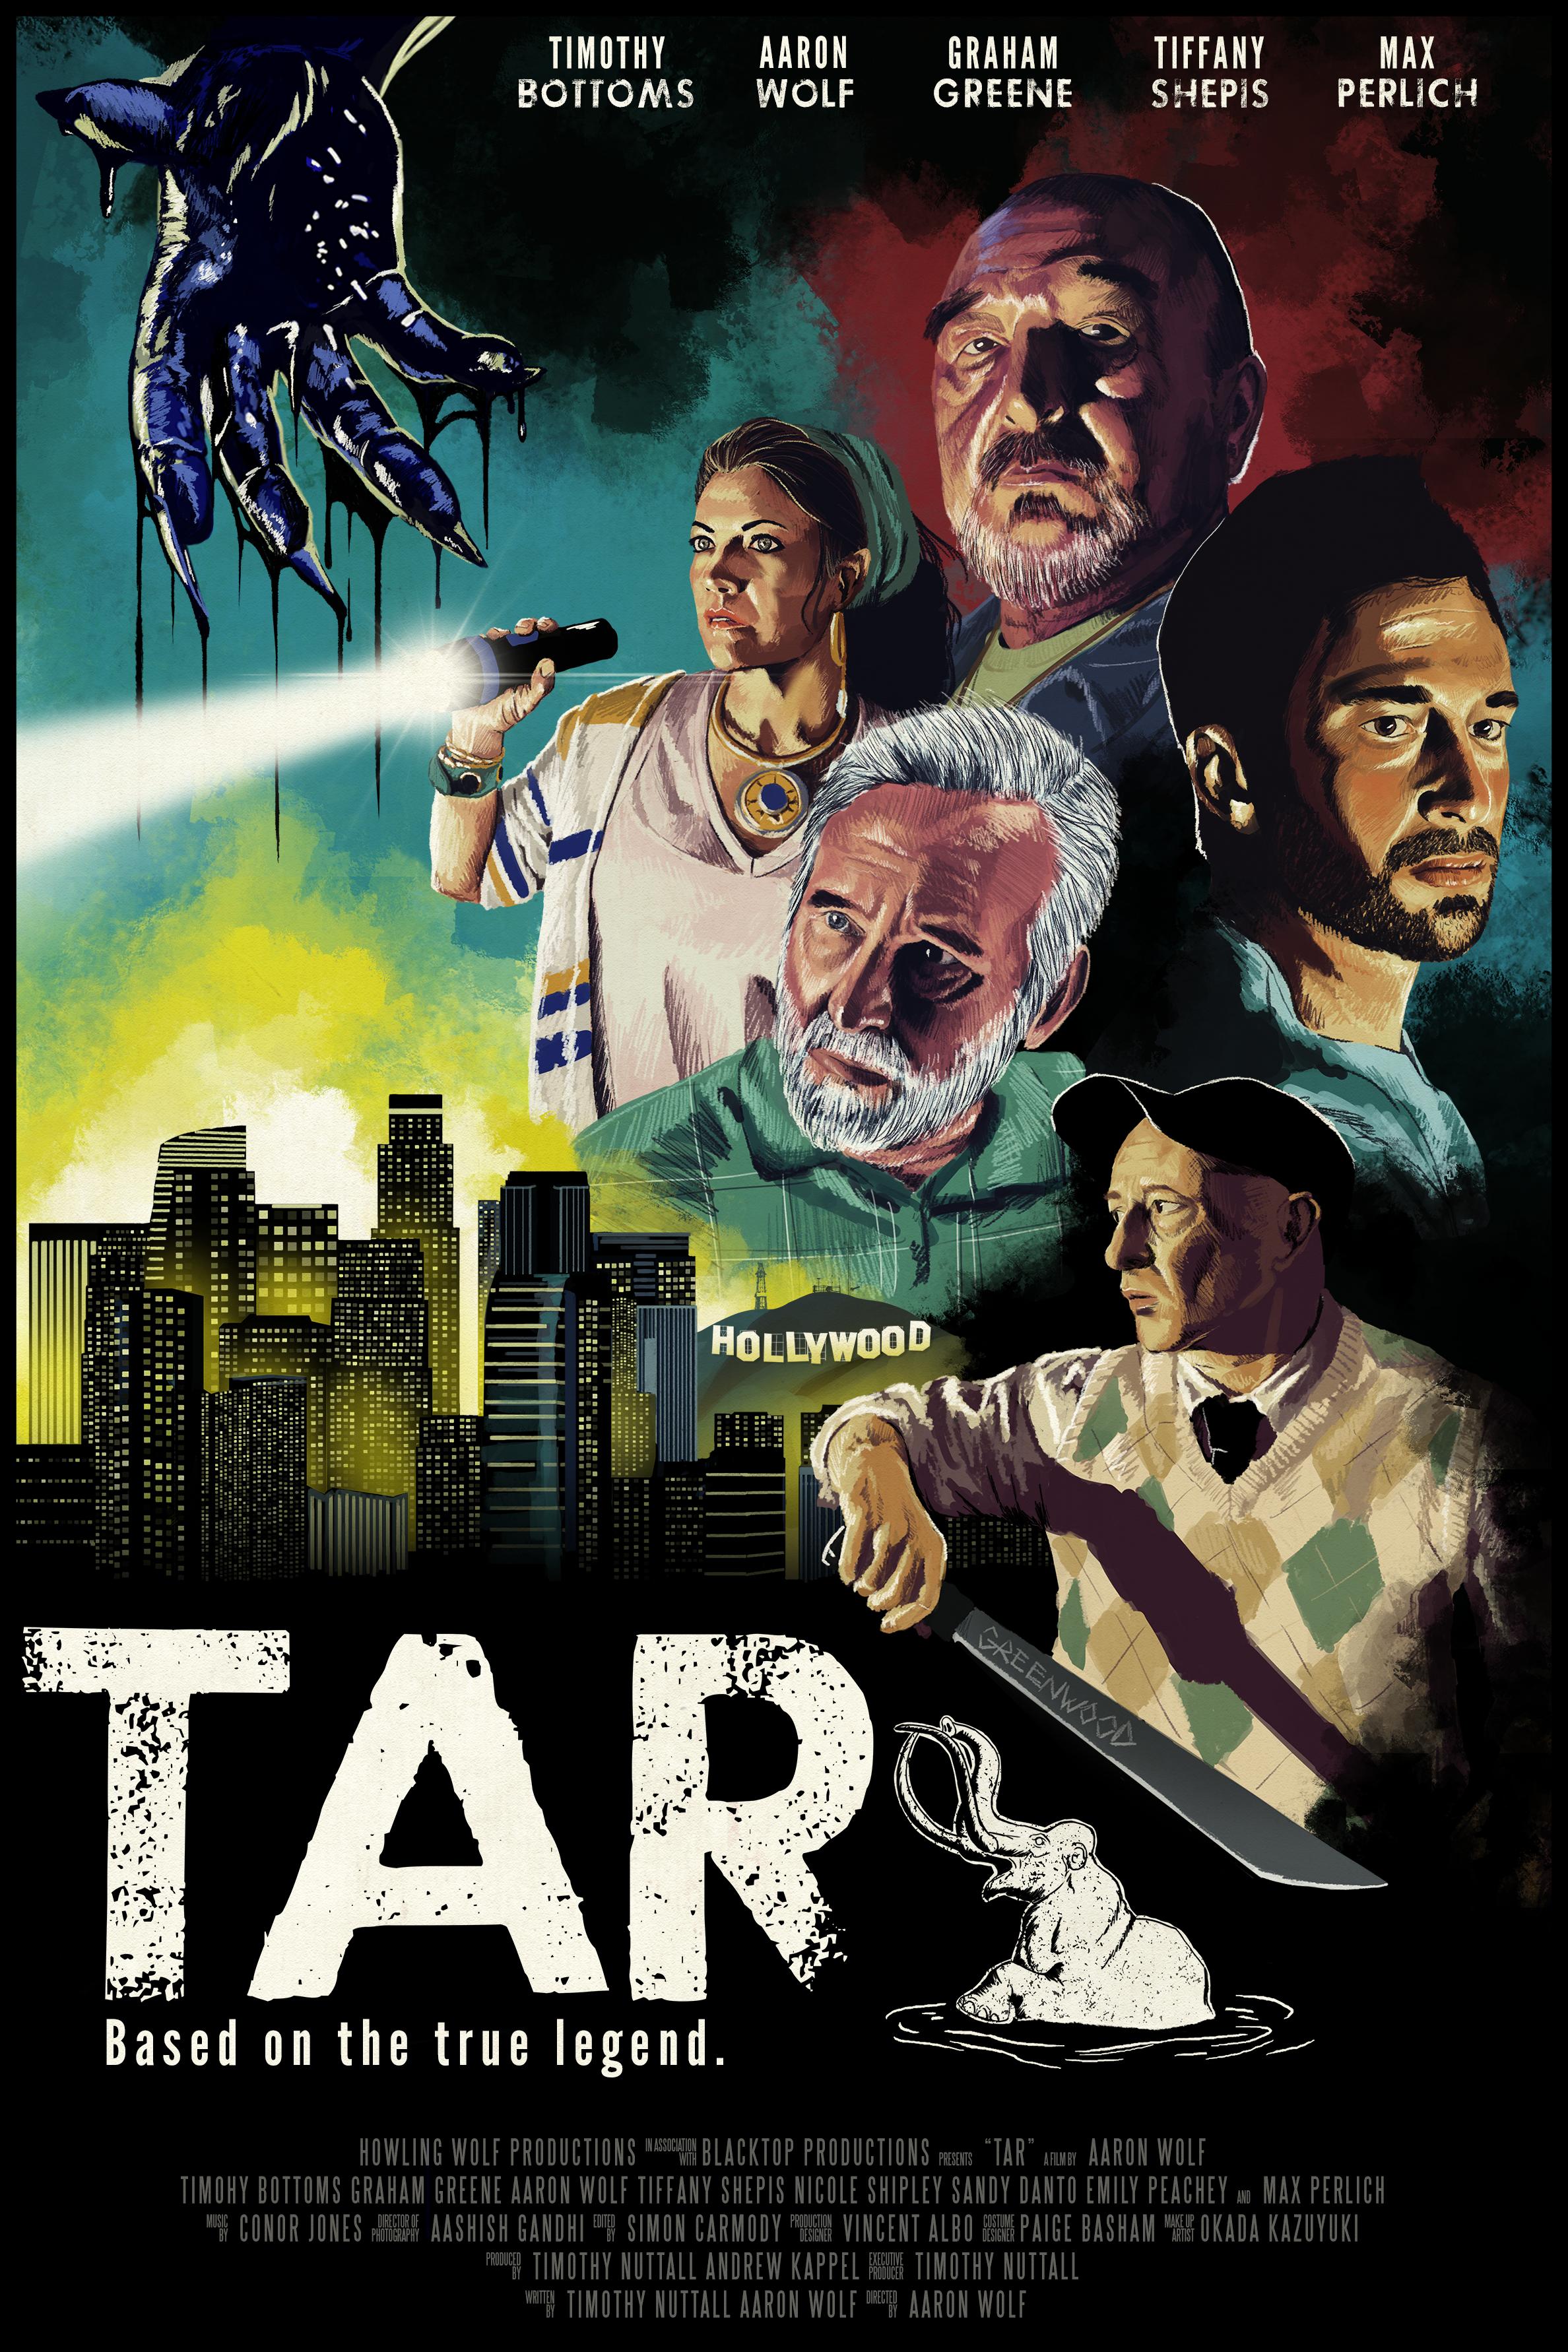 TIMOTHY BOTTOMS
AARON WOLF
GRAHAM GREENE
TIFFANY SHEPIS
MAX PERLICH
HOLLYWOOD
GREENWOOD
TAR
Based on the true legend.
HOWLING WOLF PRODUCTIONS IN ASSOCIATION WITH BLACKTOP PRODUCTIONS PRESENTS "TAR" A FILM BY AARON WOLF
TIMOHY BOTTOMS GRAHAM GREENE AARON WOLF TIFFANY SHEPIS NICOLE SHIPLEY SANDY DANTO EMILY PEACHEY AND MAX PERLICH
MUSIC BY CONOR JONES DIRECTOR OF PHOTOGRAPHY AASHISH GANDHI EDITED BY SIMON CARMODY PRODUCTION DESIGNER VINCENT ALBO COSTUME DESIGNER PAIGE BASHAM MAKE UP ARTIST OKADA KAZUYUKI
PRODUCED BY TIMOTHY NUTTALL ANDREW KAPPEL EXECUTIVE PRODUCER TIMOTHY NUTTALL
WRITTEN BY TIMOTHY NUTTALL AARON WOLF DIRECTED BY AARON WOLF